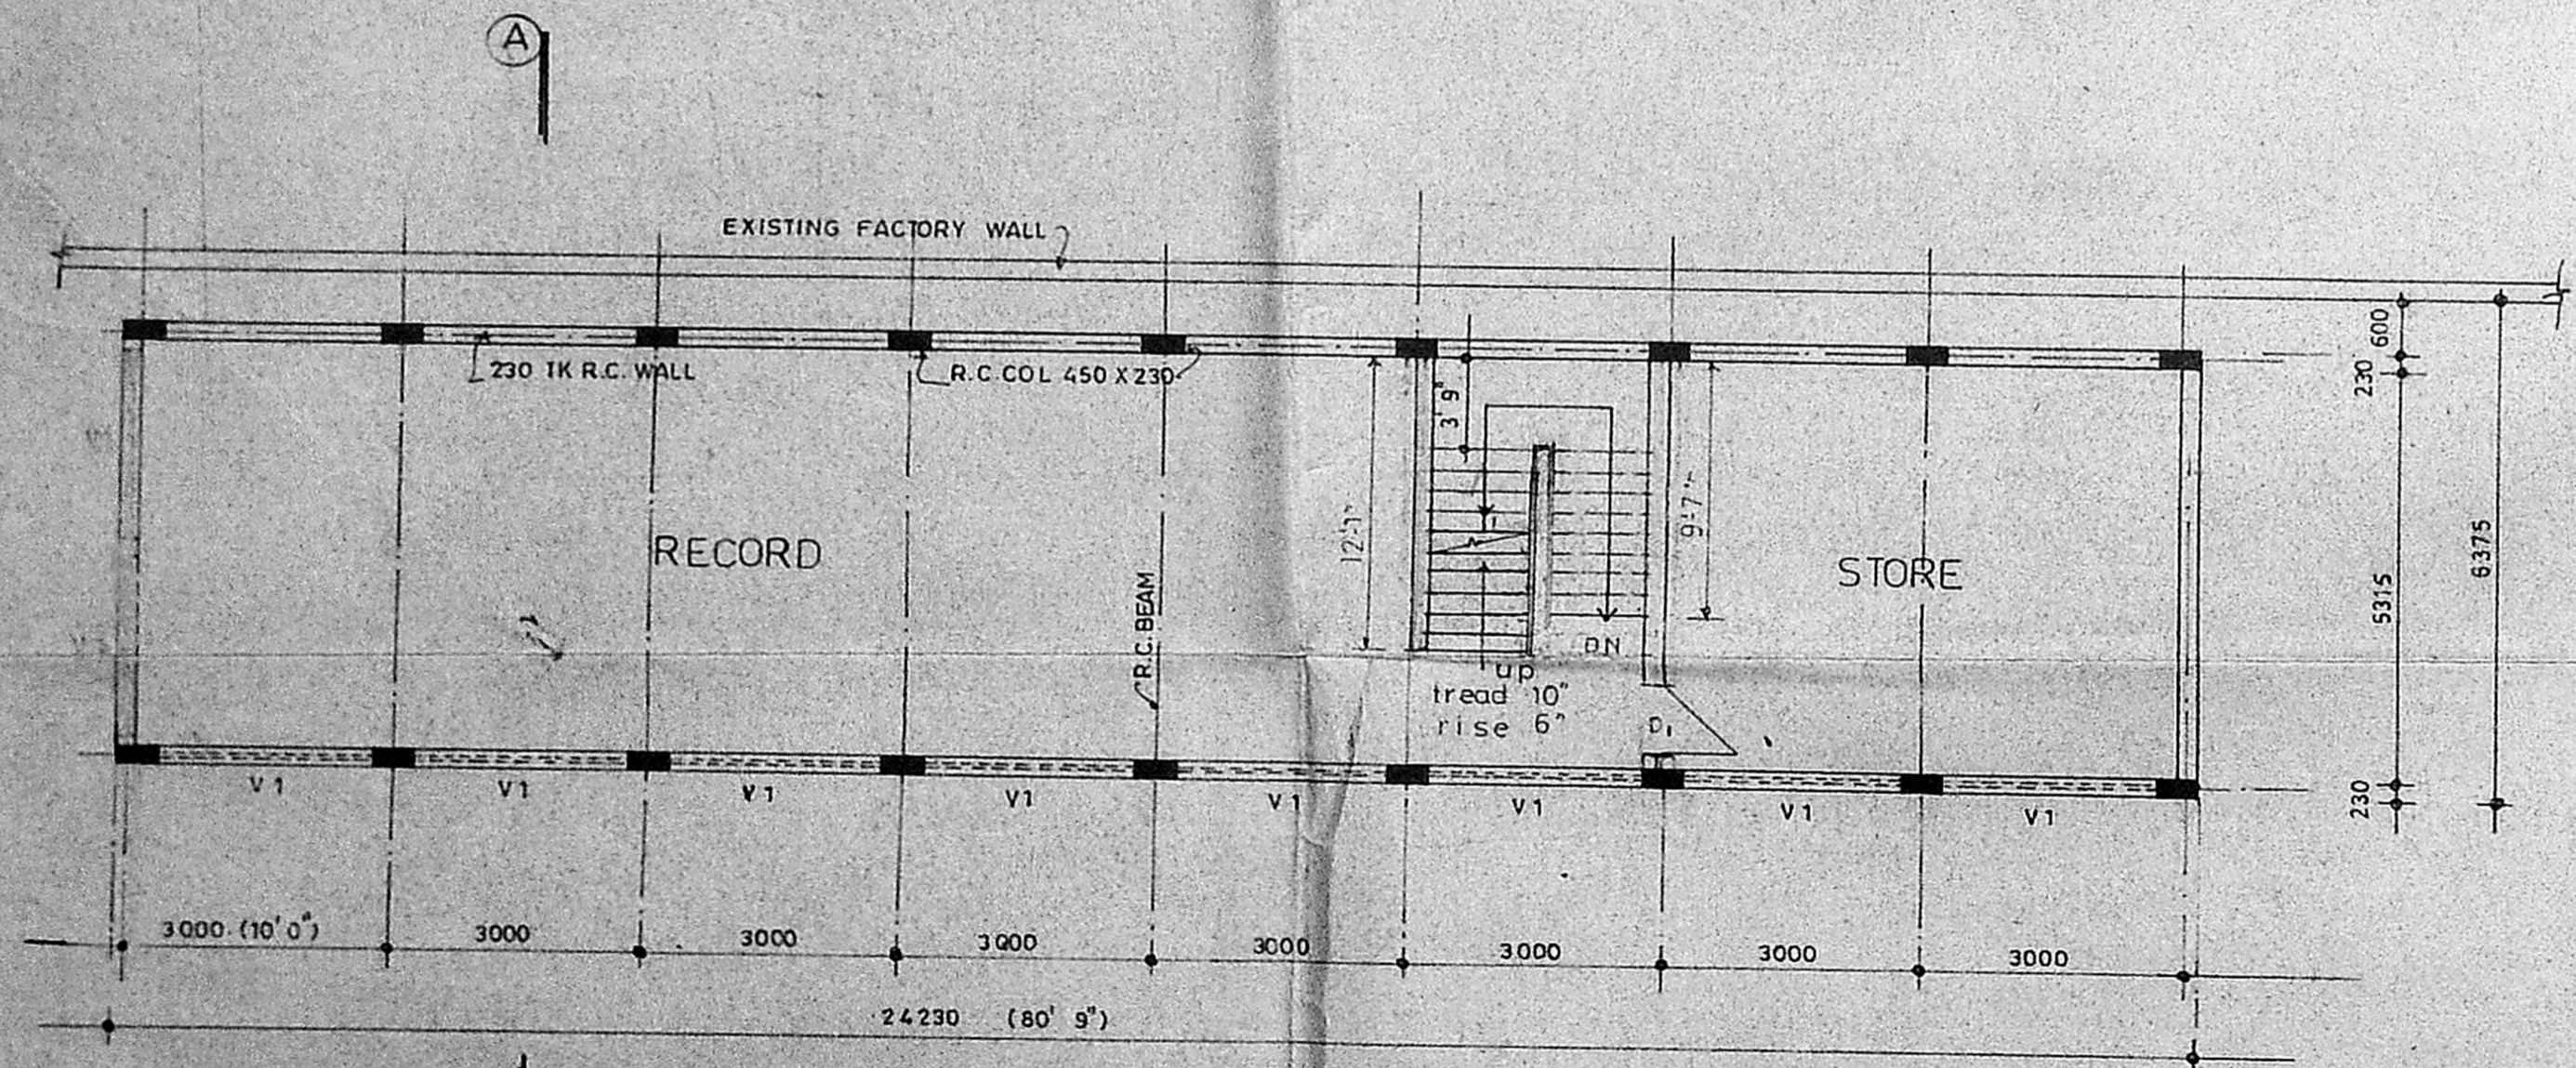 A
EXISTING FACTORY WALL
230 TK R.C. WALL
R.C COL 450 X 230
3' 9"
600
230
RECORD
STORE
9'-7"
5315
6375
R.C. BEAM
DN
up
tread 10"
rise 6"
D1
V1
V1
V1
V1
V1
V1
V1
V1
230
3000 (10' 0")
3000
3000
3000
3000
3000
3000
3000
24230 (80' 9")